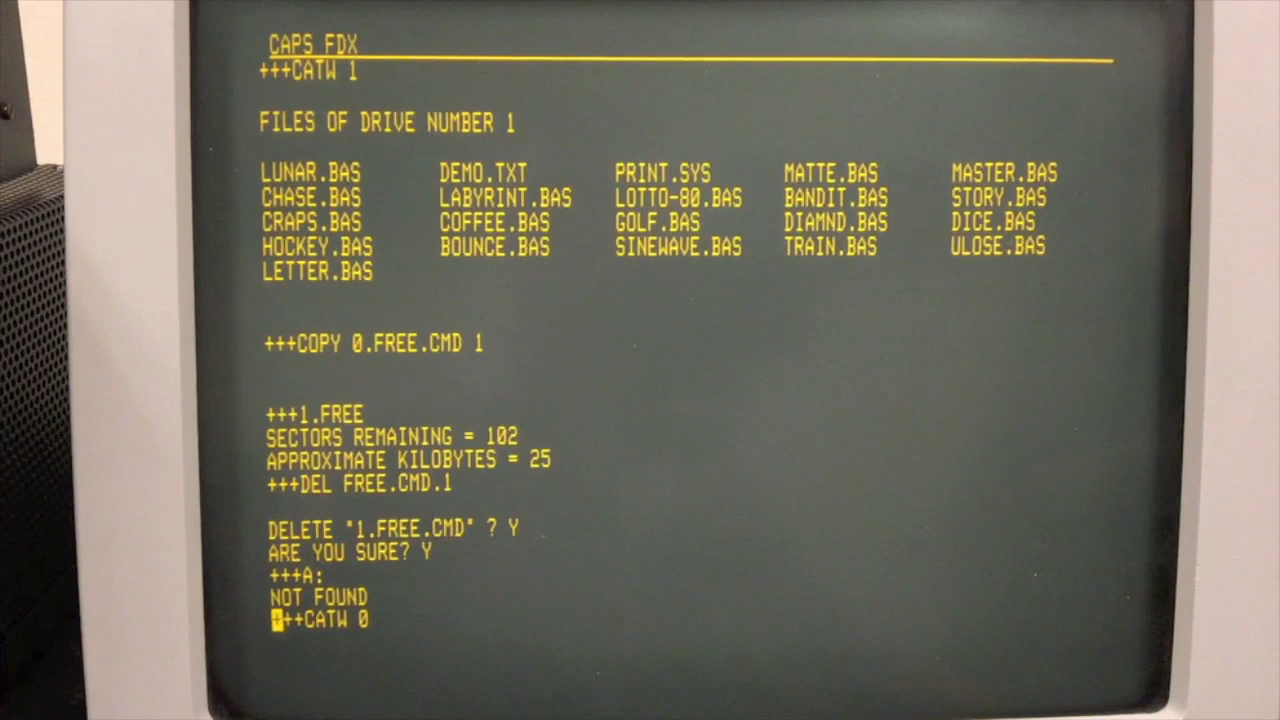 CAPS FDX
+++CATW 1
FILES OF DRIVE NUMBER 1
LUNAR.BAS DEMO.TXT PRINT.SYS MATTE.BAS MASTER.BAS
CHASE.BAS LABYRINT.BAS LOTTO-80.BAS BANDIT.BAS STORY.BAS
CRAPS.BAS COFFEE.BAS GOLF.BAS DIAMND.BAS DICE.BAS
HOCKEY.BAS BOUNCE.BAS SINEWAVE.BAS TRAIN.BAS ULOSE.BAS
LETTER.BAS
+++COPY 0.FREE.CMD 1
+++1.FREE
SECTORS REMAINING = 102
APPROXIMATE KILOBYTES = 25
+++DEL FREE.CMD.1
DELETE "1.FREE.CMD" ? Y
ARE YOU SURE? Y
+++A:
NOT FOUND
+++CATW 0